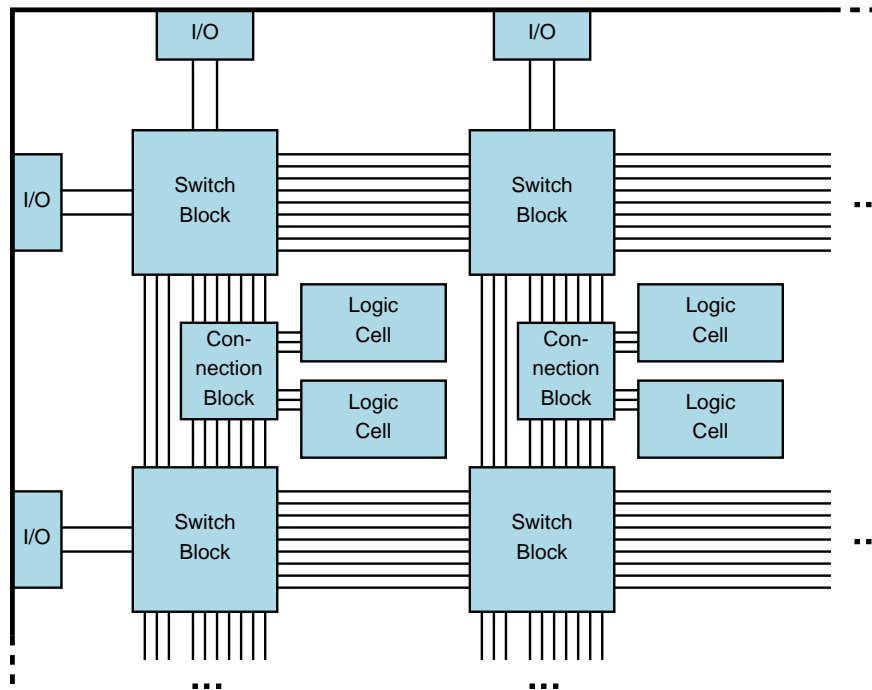 I/O
I/O
I/O
Switch
Block
Switch
Block
Logic
Cell
Con-
nection
Block
Logic
Cell
Logic
Cell
Con-
nection
Block
Logic
Cell
I/O
Switch
Block
Switch
Block